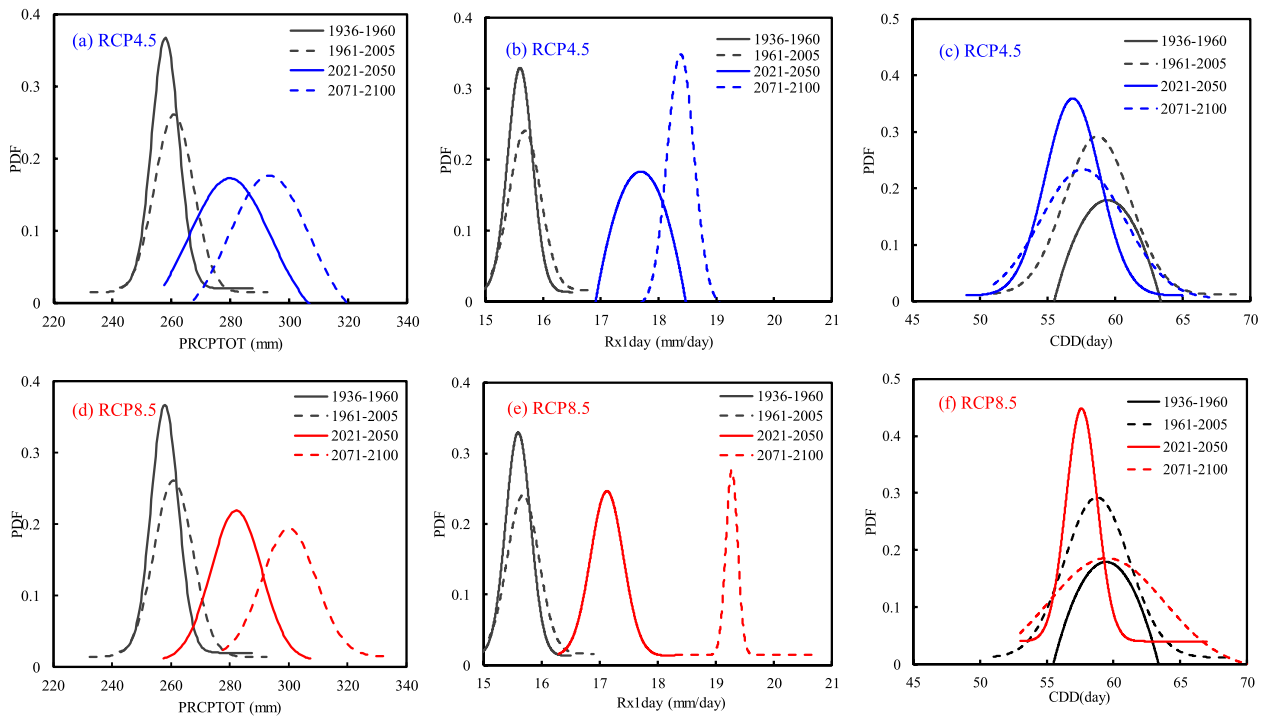 (a) RCP4.5
1936-1960
1961-2005
2021-2050
2071-2100
PDF
0.4
0.3
0.2
0.1
0
220 240 260 280 300 320 340
PRCPTOT (mm)
(b) RCP4.5
1936-1960
1961-2005
2021-2050
2071-2100
PDF
0.4
0.3
0.2
0.1
0
15 16 17 18 19 20 21
Rx1day (mm/day)
(c) RCP4.5
1936-1960
1961-2005
2021-2050
2071-2100
PDF
0.5
0.4
0.3
0.2
0.1
0
45 50 55 60 65 70
CDD(day)
(d) RCP8.5
1936-1960
1961-2005
2021-2050
2071-2100
PDF
0.4
0.3
0.2
0.1
0
220 240 260 280 300 320 340
PRCPTOT (mm)
(e) RCP8.5
1936-1960
1961-2005
2021-2050
2071-2100
PDF
0.4
0.3
0.2
0.1
0
15 16 17 18 19 20 21
Rx1day (mm/day)
(f) RCP8.5
1936-1960
1961-2005
2021-2050
2071-2100
PDF
0.5
0.4
0.3
0.2
0.1
0
45 50 55 60 65 70
CDD(day)